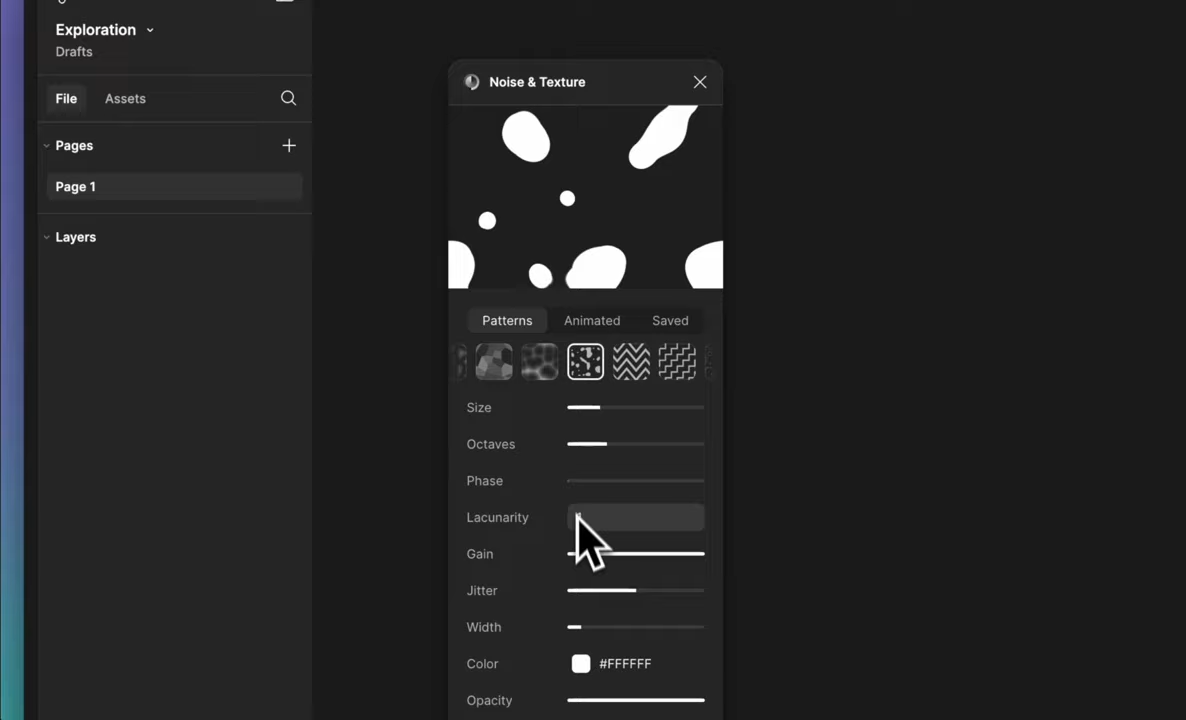 Exploration
Drafts
File Assets
Pages
Page 1
Layers
Noise & Texture
Patterns Animated Saved
Size
Octaves
Phase
Lacunarity
Gain
Jitter
Width
Color #FFFFFF
Opacity